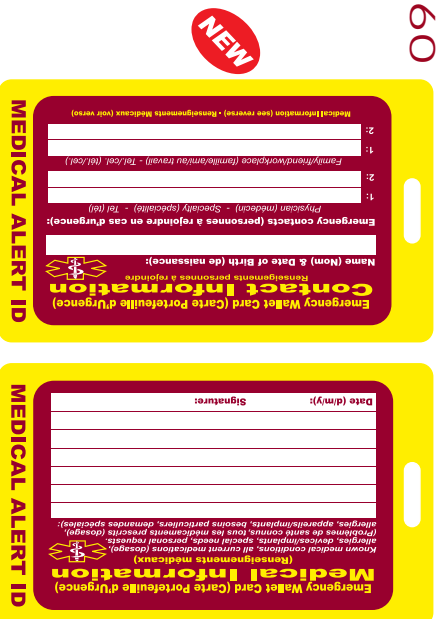 MEDICAL ALERT ID
Emergency Wallet Card (Carte Portefeuille d'Urgence)
Medical Information
(Renseignements médicaux)
Known medical conditions, all current medications (dosage),
allergies, devices/implants, special needs, personal requests.
(Problèmes de santé connus, tous les médicaments prescrits (dosage),
allergies, appareils/implants, besoins particuliers, demandes spéciales):
Date (d/m/y): Signature:
MEDICAL ALERT ID
Emergency Wallet Card (Carte Portefeuille d'Urgence)
Contact Information
Renseigements personnes à rejoindre
Name (Nom) & Date of Birth (de naissance):
Emergency contacts (personnes à rejoindre en cas d'urgence):
Physician (médecin) - Specialty (spécialité) - Tel (tél)
1:
2:
Family/friend/workplace (famille/ami/au travail) - Tel./cel. (tél./cel.)
1:
2:
Medical Information (see reverse) • Renseignements Médicaux (voir verso)
NEW
60